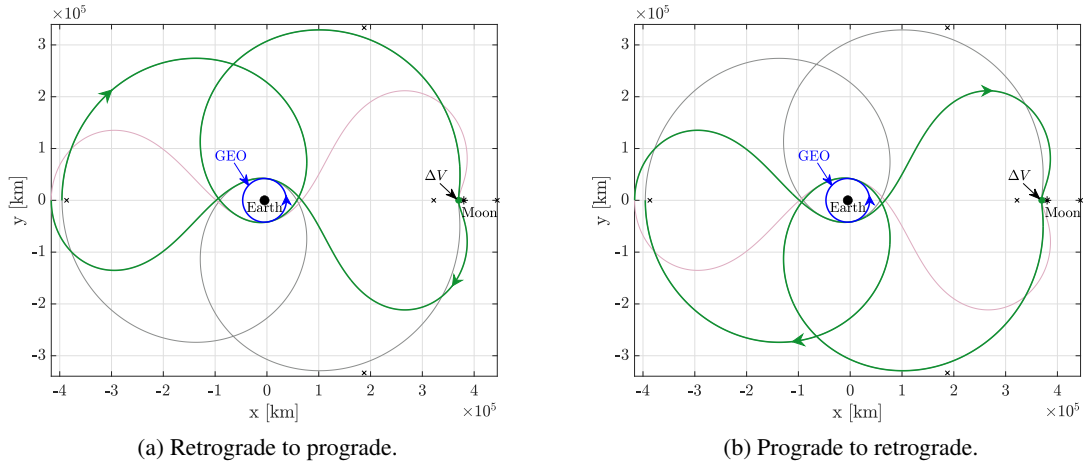 ×10⁵
3
2
1
0
-1
-2
-3
y [km]
GEO
Earth
ΔV
Moon
-4 -3 -2 -1 0 1 2 3 4
×10⁵
x [km]
(a) Retrograde to prograde.
×10⁵
3
2
1
0
-1
-2
-3
y [km]
GEO
Earth
ΔV
Moon
-4 -3 -2 -1 0 1 2 3 4
×10⁵
x [km]
(b) Prograde to retrograde.